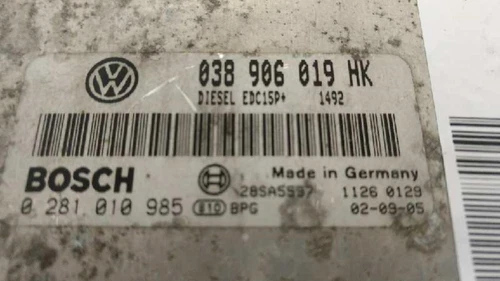 038 906 019 HK
DIESEL EDC15P+ 1492
BOSCH
Made in Germany
28SA5597 1126 0129
0 281 010 985 e10 BPG 02-09-05